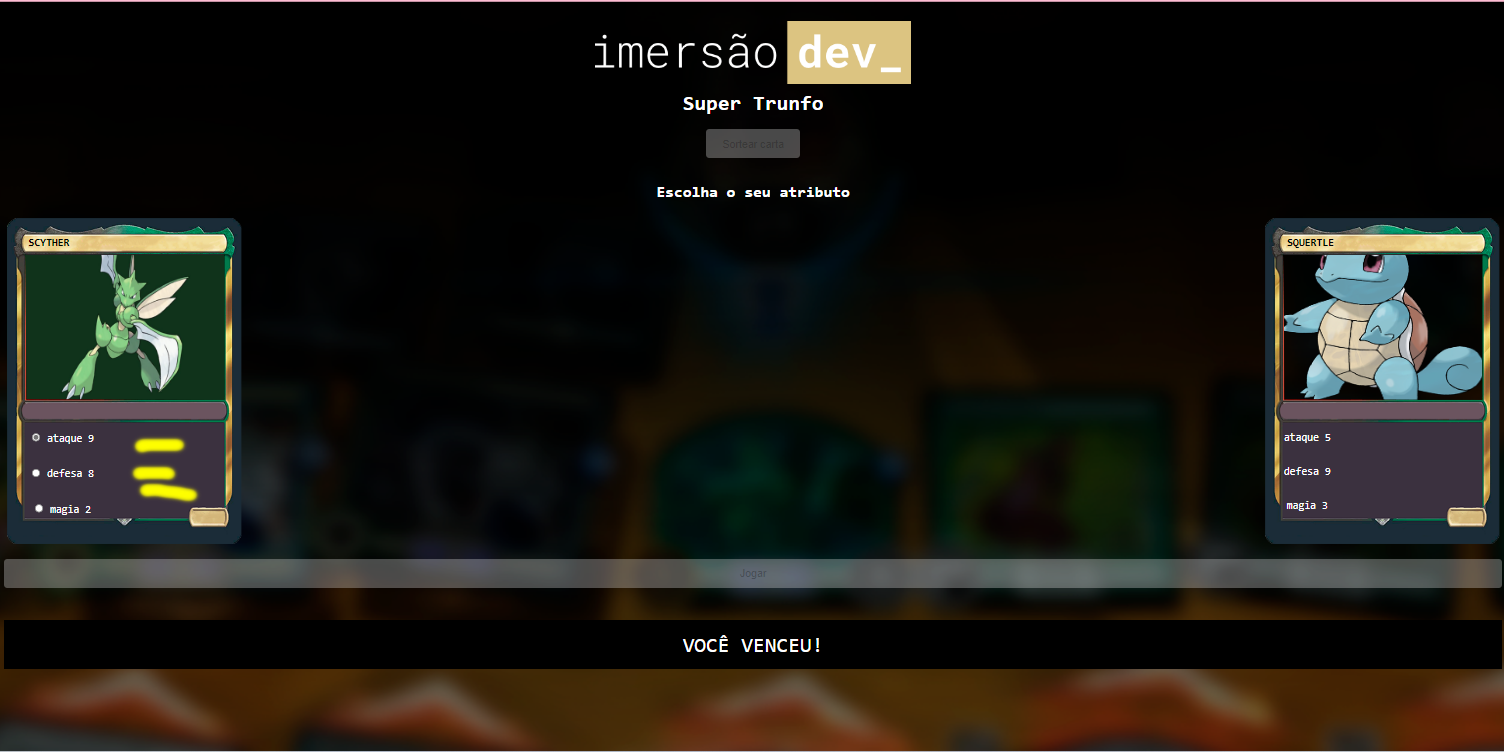 imersão dev_
Super Trunfo
Sortear carta
Escolha o seu atributo
SCYTHER
ataque 9
defesa 8
magia 2
SQUERTLE
ataque 5
defesa 9
magia 3
Jogar
VOCÊ VENCEU!